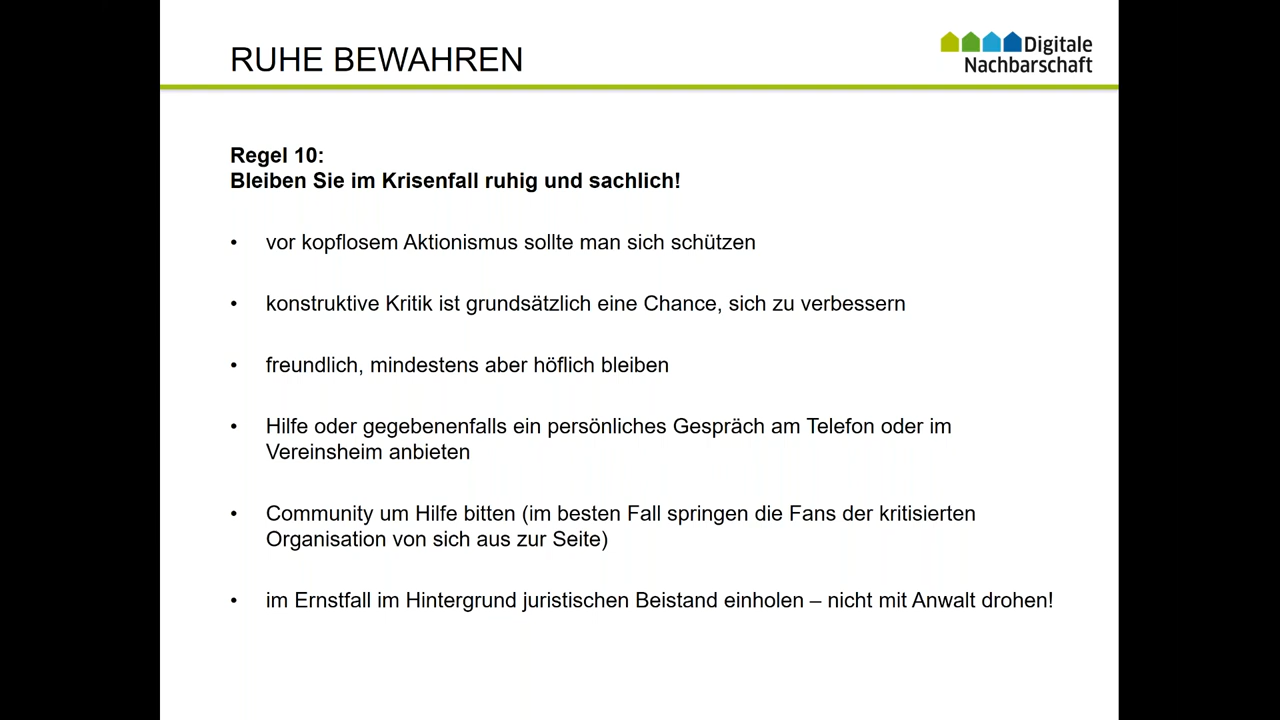 RUHE BEWAHREN
Digitale
Nachbarschaft
Regel 10:
Bleiben Sie im Krisenfall ruhig und sachlich!
• vor kopflosem Aktionismus sollte man sich schützen
• konstruktive Kritik ist grundsätzlich eine Chance, sich zu verbessern
• freundlich, mindestens aber höflich bleiben
• Hilfe oder gegebenenfalls ein persönliches Gespräch am Telefon oder im
Vereinsheim anbieten
• Community um Hilfe bitten (im besten Fall springen die Fans der kritisierten
Organisation von sich aus zur Seite)
• im Ernstfall im Hintergrund juristischen Beistand einholen – nicht mit Anwalt drohen!